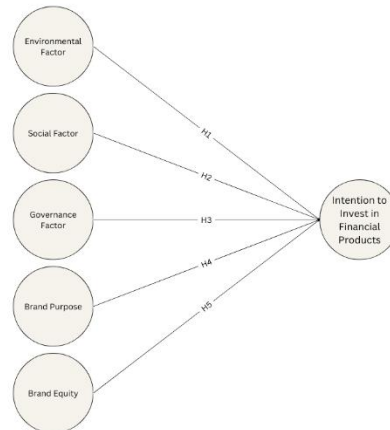 Environmental
Factor
H1
Social Factor
H2
Governance
Factor
H3
Intention to
Invest in
Financial
Products
H4
Brand Purpose
H5
Brand Equity